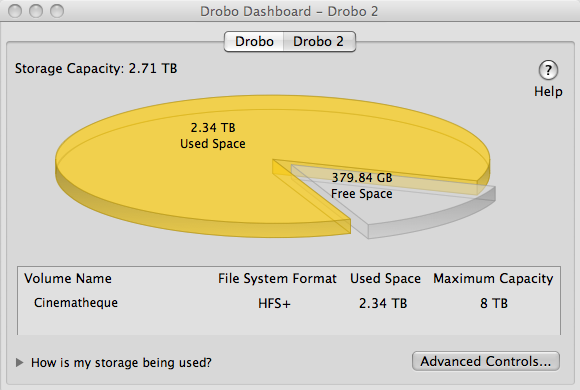 Drobo Dashboard – Drobo 2
Drobo Drobo 2
Storage Capacity: 2.71 TB
?
Help
2.34 TB
Used Space
379.84 GB
Free Space
Volume Name File System Format Used Space Maximum Capacity
Cinematheque HFS+ 2.34 TB 8 TB
How is my storage being used?
Advanced Controls...